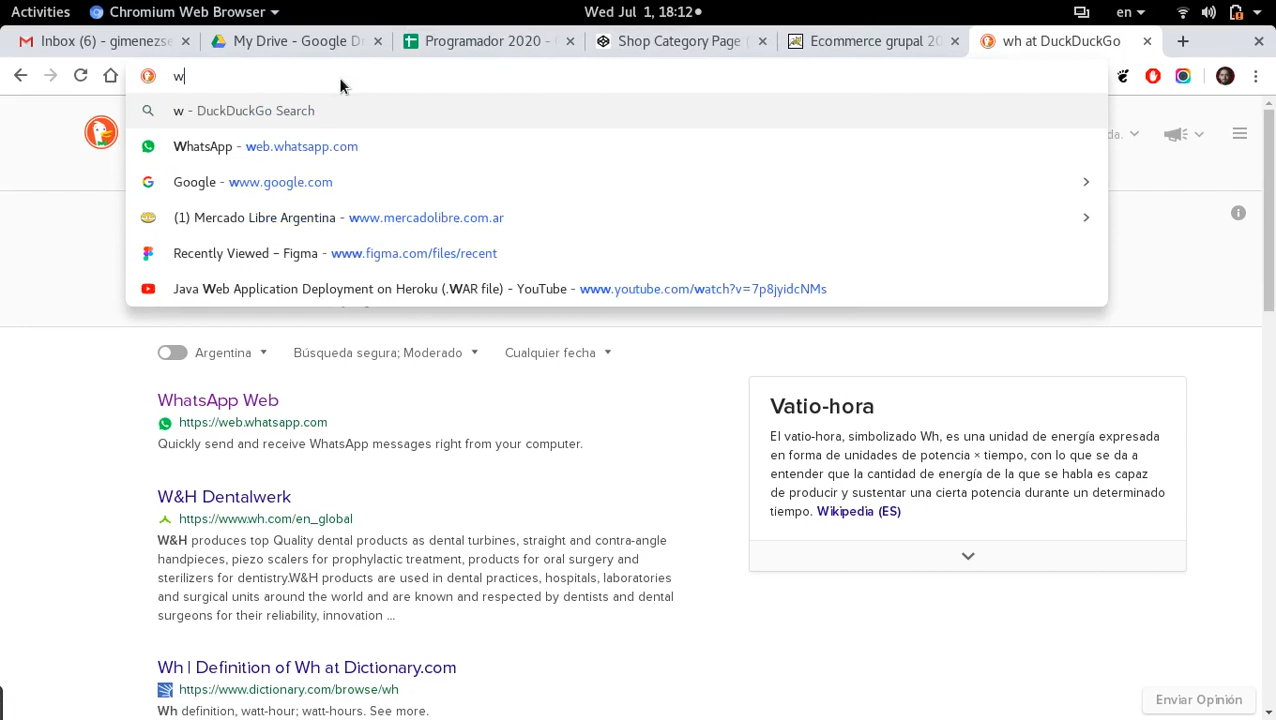 Activities Chromium Web Browser Wed Jul 1, 18:12 en
Inbox (6) - gimenezse × My Drive - Google Dr × Programador 2020 - × Shop Category Page ( × Ecommerce grupal 20 × wh at DuckDuckGo × + ×
w
w - DuckDuckGo Search
da.
WhatsApp - web.whatsapp.com
Google - www.google.com
(1) Mercado Libre Argentina - www.mercadolibre.com.ar
Recently Viewed – Figma - www.figma.com/files/recent
Java Web Application Deployment on Heroku (.WAR file) - YouTube - www.youtube.com/watch?v=7p8jyidcNMs
Argentina Búsqueda segura; Moderado Cualquier fecha
WhatsApp Web
https://web.whatsapp.com
Quickly send and receive WhatsApp messages right from your computer.
W&H Dentalwerk
https://www.wh.com/en_global
W&H produces top Quality dental products as dental turbines, straight and contra-angle
handpieces, piezo scalers for prophylactic treatment, products for oral surgery and
sterilizers for dentistry.W&H products are used in dental practices, hospitals, laboratories
and surgical units around the world and are known and respected by dentists and dental
surgeons for their reliability, innovation ...
Wh | Definition of Wh at Dictionary.com
https://www.dictionary.com/browse/wh
Wh definition, watt-hour; watt-hours. See more.
Vatio-hora
El vatio-hora, simbolizado Wh, es una unidad de energía expresada
en forma de unidades de potencia × tiempo, con lo que se da a
entender que la cantidad de energía de la que se habla es capaz
de producir y sustentar una cierta potencia durante un determinado
tiempo. Wikipedia (ES)
Enviar Opinión